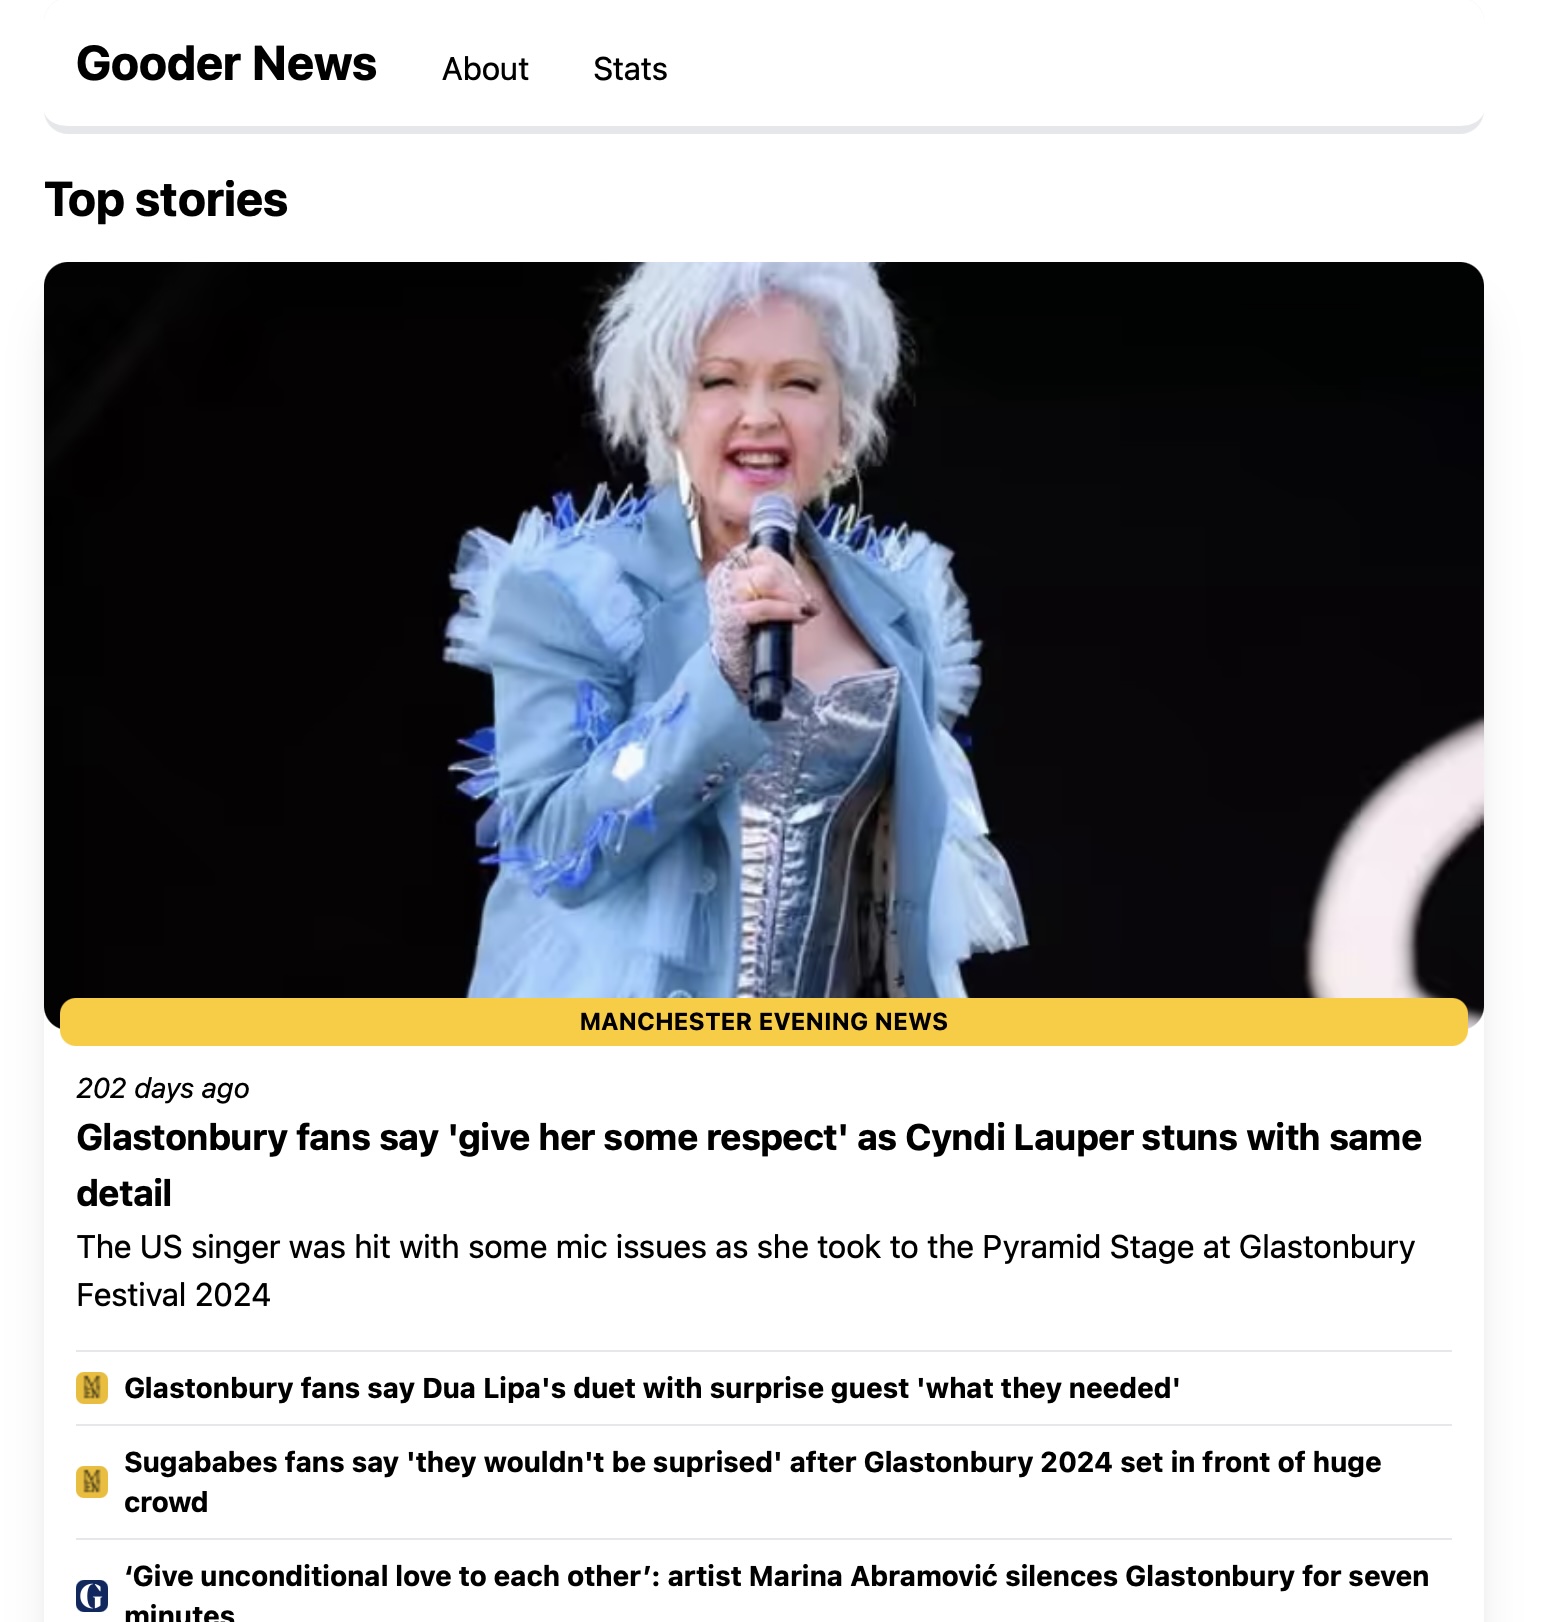 Gooder News About Stats
Top stories
MANCHESTER EVENING NEWS
202 days ago
Glastonbury fans say 'give her some respect' as Cyndi Lauper stuns with same
detail
The US singer was hit with some mic issues as she took to the Pyramid Stage at Glastonbury
Festival 2024
M
EN
Glastonbury fans say Dua Lipa's duet with surprise guest 'what they needed'
M
EN
Sugababes fans say 'they wouldn't be suprised' after Glastonbury 2024 set in front of huge
crowd
G
‘Give unconditional love to each other’: artist Marina Abramović silences Glastonbury for seven
minutes